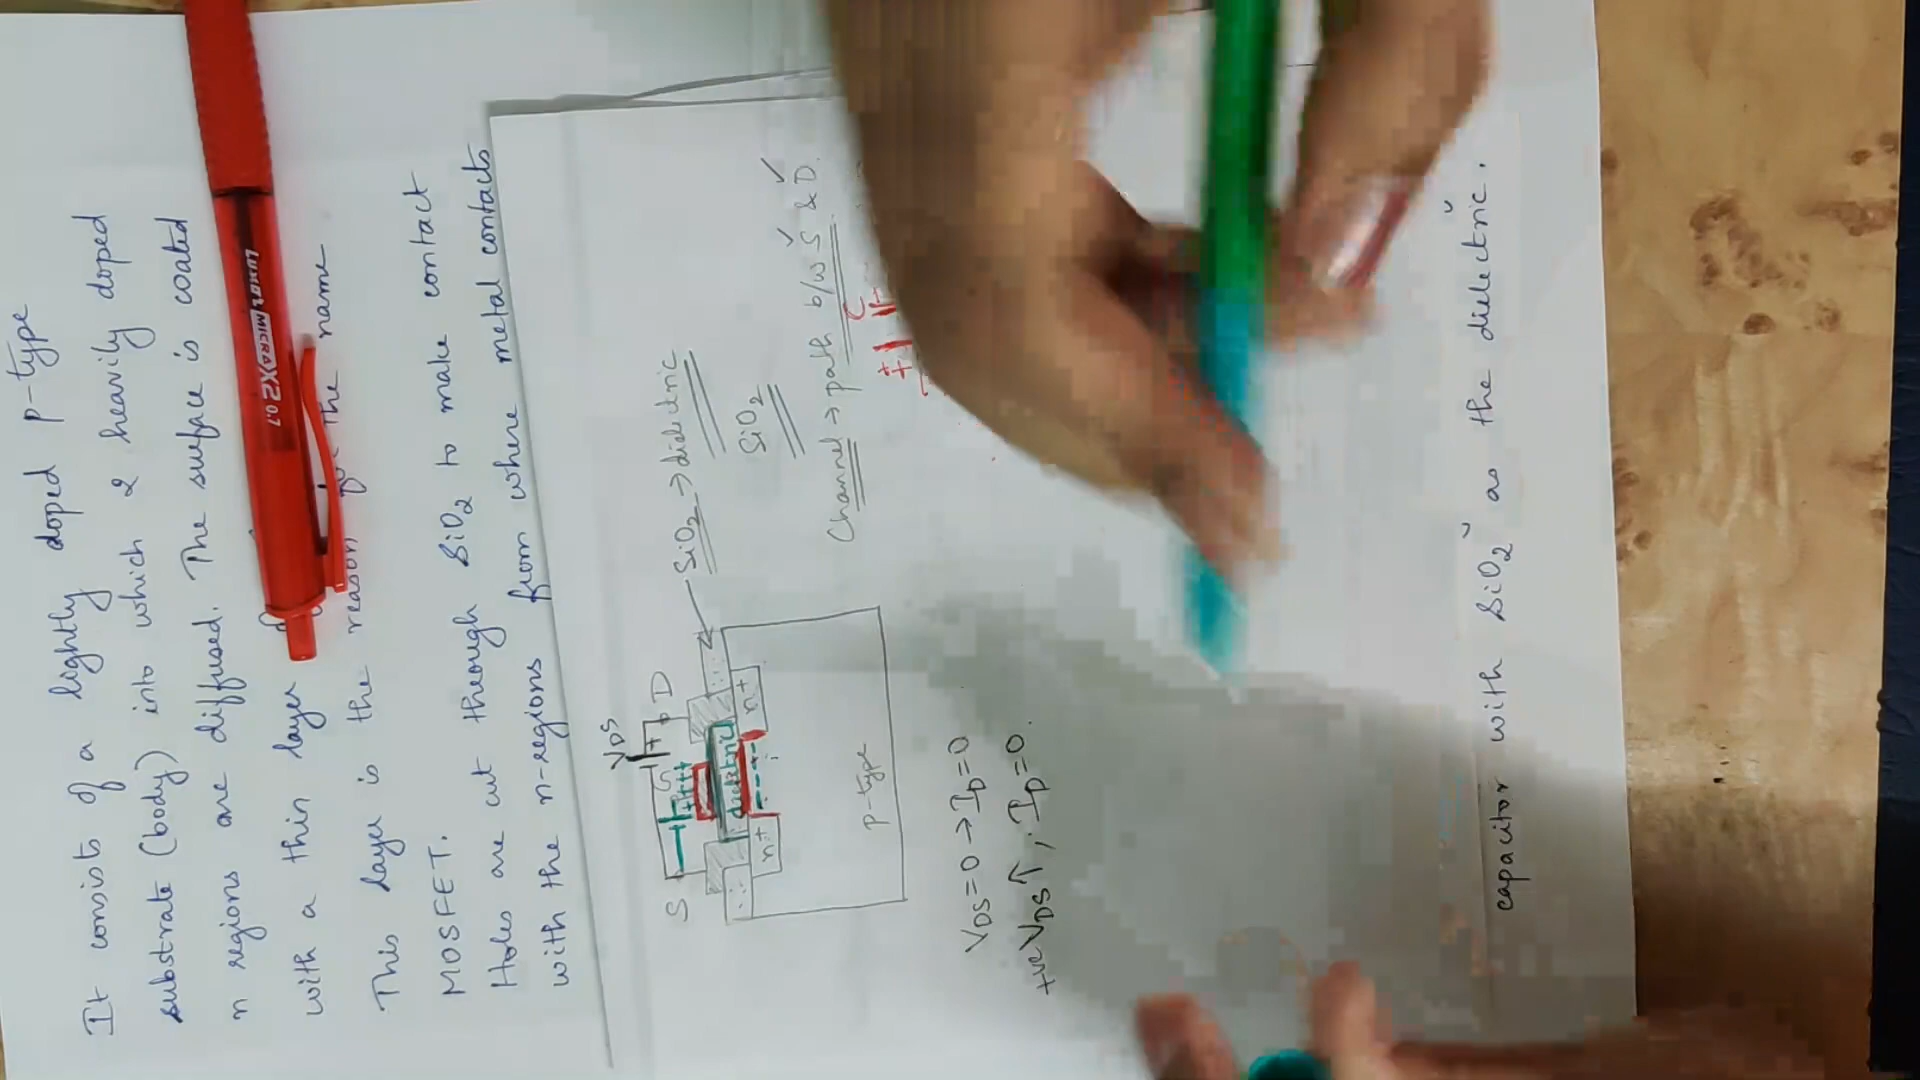 It consists of a lightly doped p-type
substrate (body) into which 2 heavily doped
n regions are diffused. The surface is coated
with a thin layer
This layer is the reason the name
MOSFET.
Holes are cut through SiO2 to make contact
with the n-regions from where metal contacts
LUXOR MICRA X2 0.7
VDS
S G D
+
SiO2 → dielectric
SiO2
n+ dielectric n+
p-type
Channel → path b/w S & D.
C
VDS = 0 → ID = 0
+ve VDS ↑, ID = 0.
capacitor with SiO2 as the dielectric.